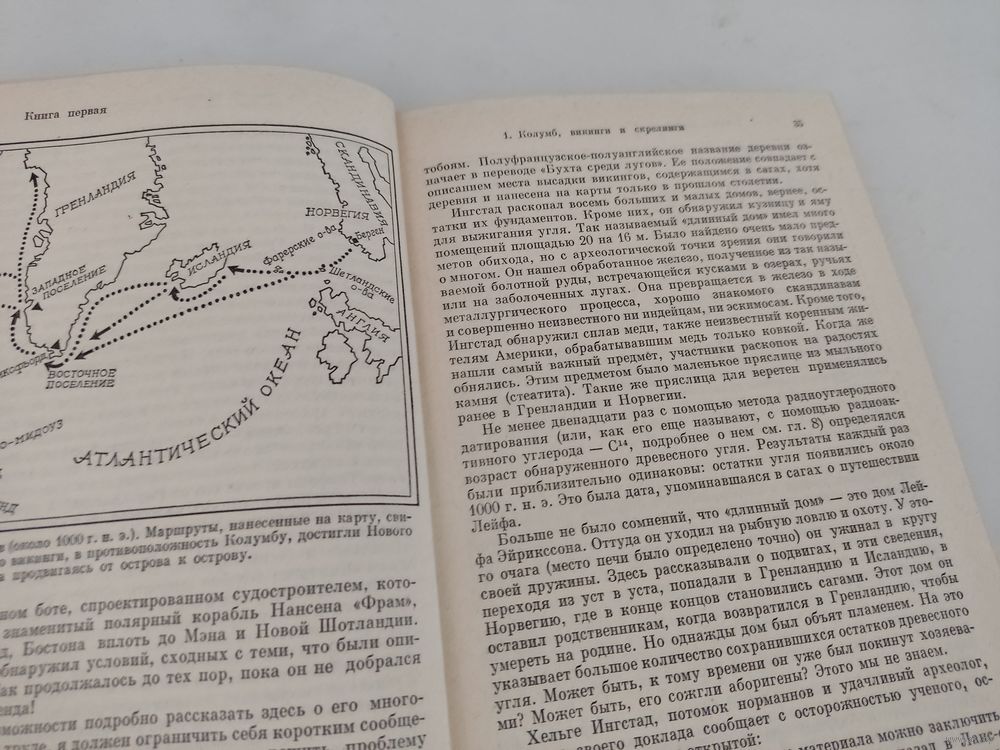 Книга первая
ГРЕНЛАНДИЯ
СКАНДИНАВИЯ
НОРВЕГИЯ
Берген
ИСЛАНДИЯ
Фарерские о-ва
Шетландские
о-ва
АНГЛИЯ
ЗАПАДНОЕ
ПОСЕЛЕНИЕ
ВОСТОЧНОЕ
ПОСЕЛЕНИЕ
о-мидоуз
АТЛАНТИЧЕСКИЙ ОКЕАН
(около 1000 г. н. э.). Маршруты, нанесенные на карту, сви-
о викинги, в противоположность Колумбу, достигли Нового
продвигаясь от острова к острову.
ном боте, спроектированном судостроителем, кото-
знаменитый полярный корабль Нансена «Фрам»,
д, Бостона вплоть до Мэна и Новой Шотландии.
обнаружил условий, сходных с теми, что были опи-
ак продолжалось до тех пор, пока он не добрался
енда!
зможности подробно рассказать здесь о его много-
труде, я должен ограничить себя коротким сообще-
проблему
1. Колумб, викинги и скрелинги
35
тобоям. Полуфранцузское-полуанглийское название деревни оз-
начает в переводе «Бухта среди лугов». Ее положение совпадает с
описанием места высадки викингов, содержащимся в сагах, хотя
деревня и нанесена на карты только в прошлом столетии.
Ингстад раскопал восемь больших и малых домов, вернее, ос-
татки их фундаментов. Кроме них, он обнаружил кузницу и яму
для выжигания угля. Так называемый «длинный дом» имел много
помещений площадью 20 на 16 м. Было найдено очень мало пред-
метов обихода, но с археологической точки зрения они говорили
о многом. Он нашел обработанное железо, полученное из так назы-
ваемой болотной руды, встречающейся кусками в озерах, ручьях
или на заболоченных лугах. Она превращается в железо в ходе
металлургического процесса, хорошо знакомого скандинавам
и совершенно неизвестного ни индейцам, ни эскимосам. Кроме того,
Ингстад обнаружил сплав меди, также неизвестный коренным жи-
телям Америки, обрабатывавшим медь только ковкой. Когда же
нашли самый важный предмет, участники раскопок на радостях
обнялись. Этим предметом было маленькое пряслице из мыльного
камня (стеатита). Такие же пряслица для веретен применялись
ранее в Гренландии и Норвегии.
Не менее двенадцати раз с помощью метода радиоуглеродного
датирования (или, как его еще называют, с помощью радиоак-
тивного углерода — C¹⁴, подробнее о нем см. гл. 8) определялся
возраст обнаруженного древесного угля. Результаты каждый раз
были приблизительно одинаковы: остатки угля появились около
1000 г. н. э. Это была дата, упоминавшаяся в сагах о путешествии
Лейфа.
Больше не было сомнений, что «длинный дом» — это дом Лей-
фа Эйрикссона. Оттуда он уходил на рыбную ловлю и охоту. У это-
го очага (место печи было определено точно) он ужинал в кругу
своей дружины. Здесь рассказывали о подвигах, и эти сведения,
переходя из уст в уста, попадали в Гренландию и Исландию, в
Норвегию, где в конце концов становились сагами. Этот дом он
оставил родственникам, когда возвратился в Гренландию, чтобы
умереть на родине. Но однажды дом был объят пламенем. На это
указывает большое количество сохранившихся остатков древесного
угля. Может быть, к тому времени он уже был покинут хозяева-
ми? Может быть, его сожгли аборигены? Этого мы не знаем.
Хельге Ингстад, потомок норманнов и удачливый археолог,
своего доклада сообщает с осторожностью ученого, ос-
открытой:
материала можно заключить